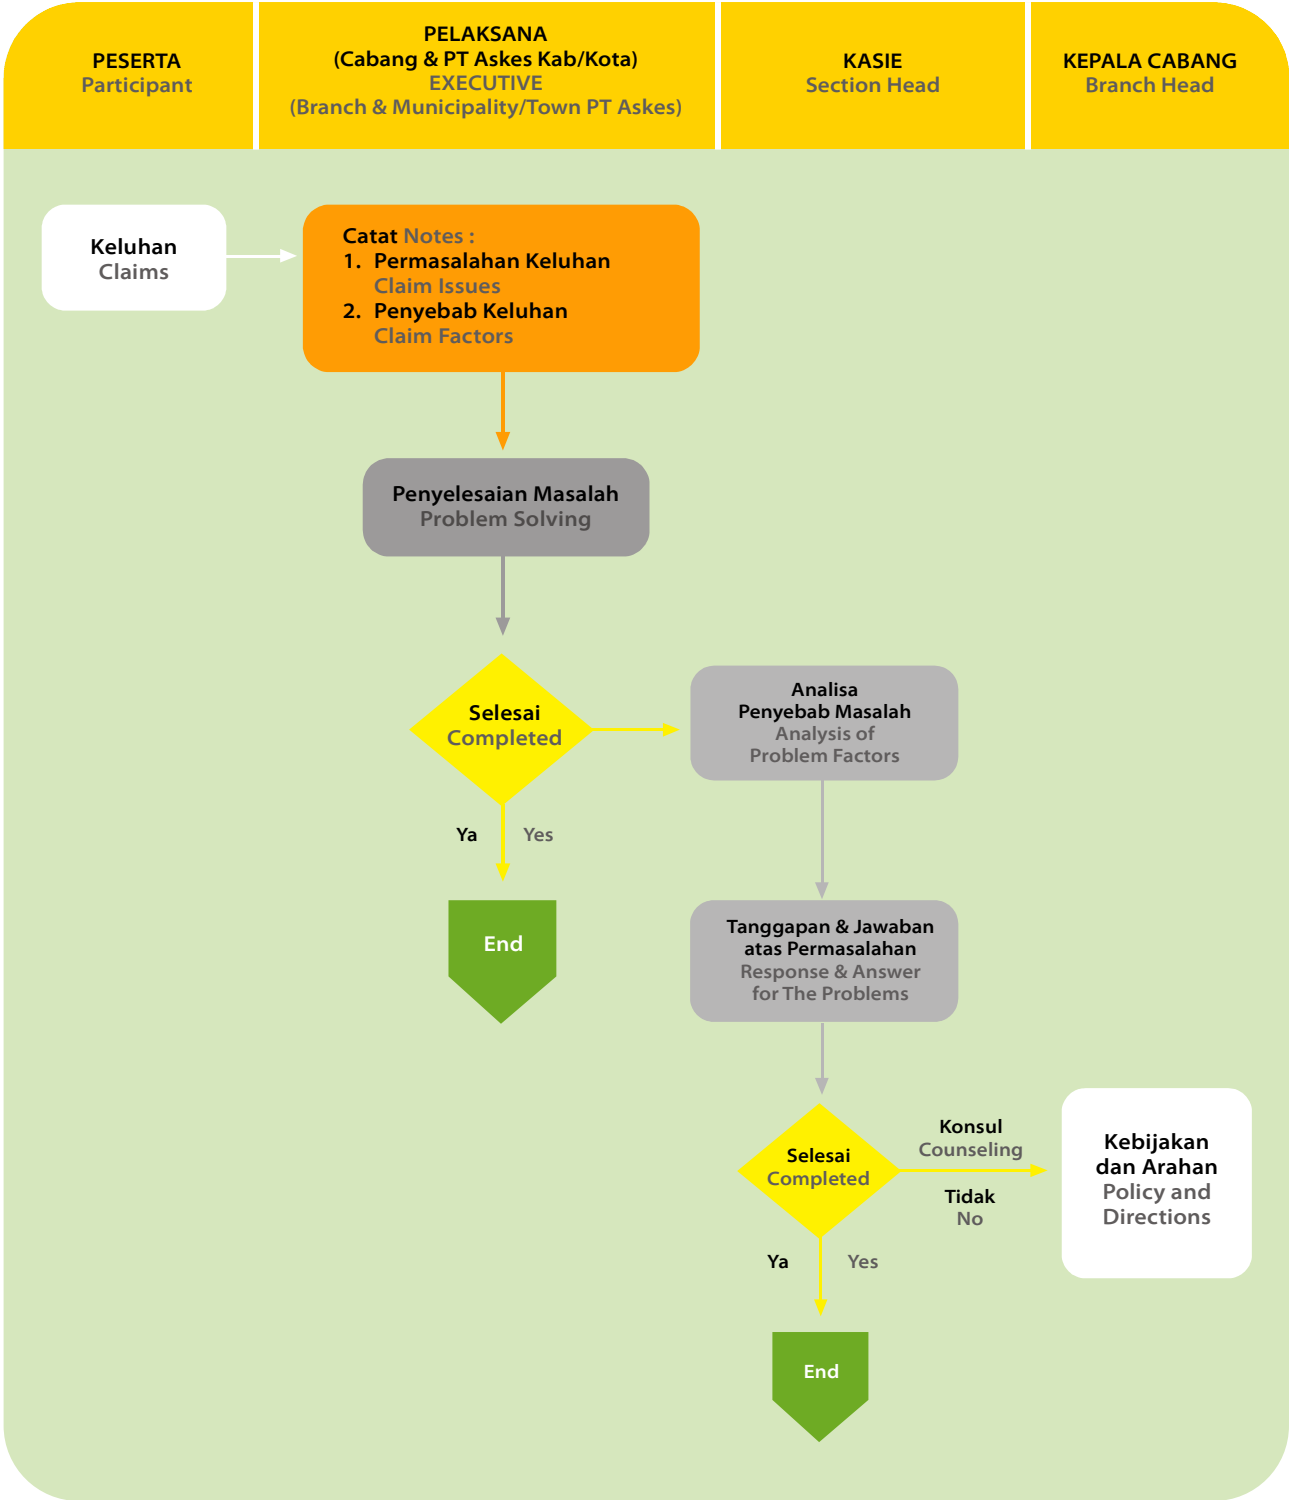 PESERTA
Participant
PELAKSANA
(Cabang & PT Askes Kab/Kota)
EXECUTIVE
(Branch & Municipality/Town PT Askes)
KASIE
Section Head
KEPALA CABANG
Branch Head
Keluhan
Claims
Catat Notes :
1. Permasalahan Keluhan
Claim Issues
2. Penyebab Keluhan
Claim Factors
Penyelesaian Masalah
Problem Solving
Selesai
Completed
Analisa
Penyebab Masalah
Analysis of
Problem Factors
Ya Yes
End
Tanggapan & Jawaban
atas Permasalahan
Response & Answer
for The Problems
Selesai
Completed
Konsul
Counseling
Tidak
No
Kebijakan
dan Arahan
Policy and
Directions
Ya Yes
End